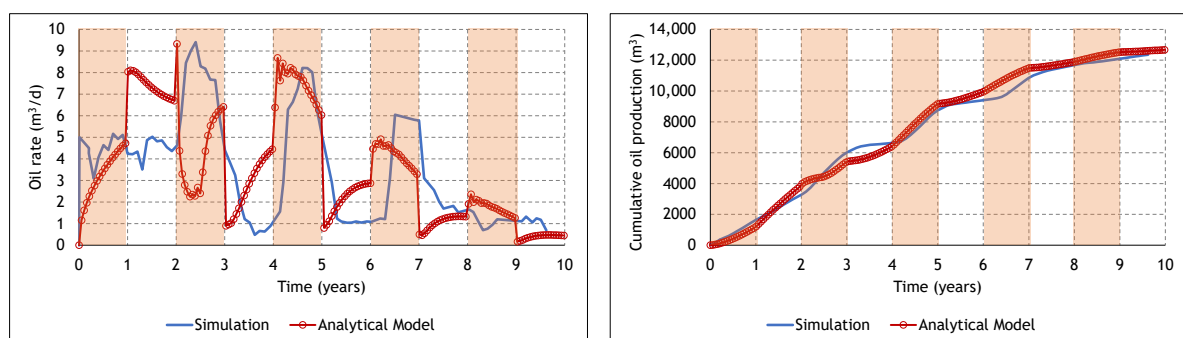 10
9
8
7
6
5
4
3
2
1
0
Oil rate (m³/d)
0 1 2 3 4 5 6 7 8 9 10
Time (years)
Simulation Analytical Model
14,000
12,000
10,000
8000
6000
4000
2000
0
Cumulative oil production (m³)
0 1 2 3 4 5 6 7 8 9 10
Time (years)
Simulation Analytical Model